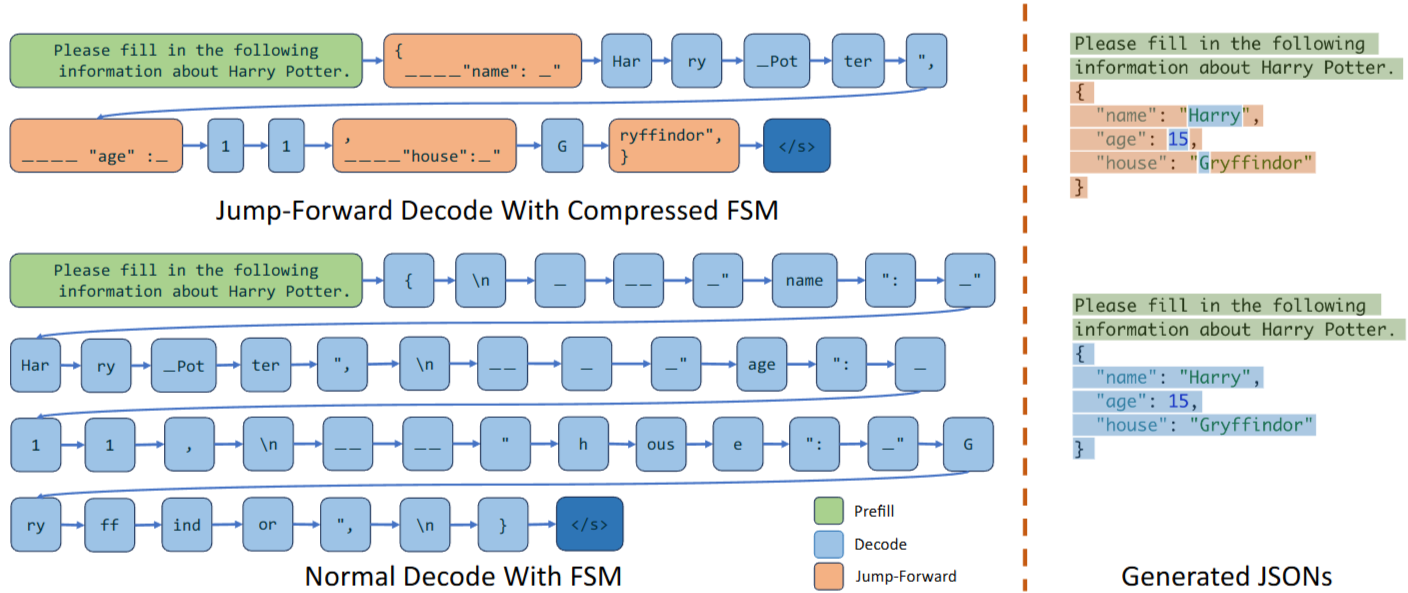 Please fill in the following
information about Harry Potter.
{
____"name": _"
Har
ry
_Pot
ter
",
____ "age" :_
1
1
,
____"house":_"
G
ryffindor",
}
</s>
Jump-Forward Decode With Compressed FSM
Please fill in the following
information about Harry Potter.
{
\n
_
__
_"
name
":
_"
Har
ry
_Pot
ter
",
\n
__
_
_"
age
":
_
1
1
,
\n
__
__
"
h
ous
e
":
_"
G
ry
ff
ind
or
",
\n
}
</s>
Normal Decode With FSM
Prefill
Decode
Jump-Forward
Please fill in the following
information about Harry Potter.
{
"name": "Harry",
"age": 15,
"house": "Gryffindor"
}
Please fill in the following
information about Harry Potter.
{
"name": "Harry",
"age": 15,
"house": "Gryffindor"
}
Generated JSONs